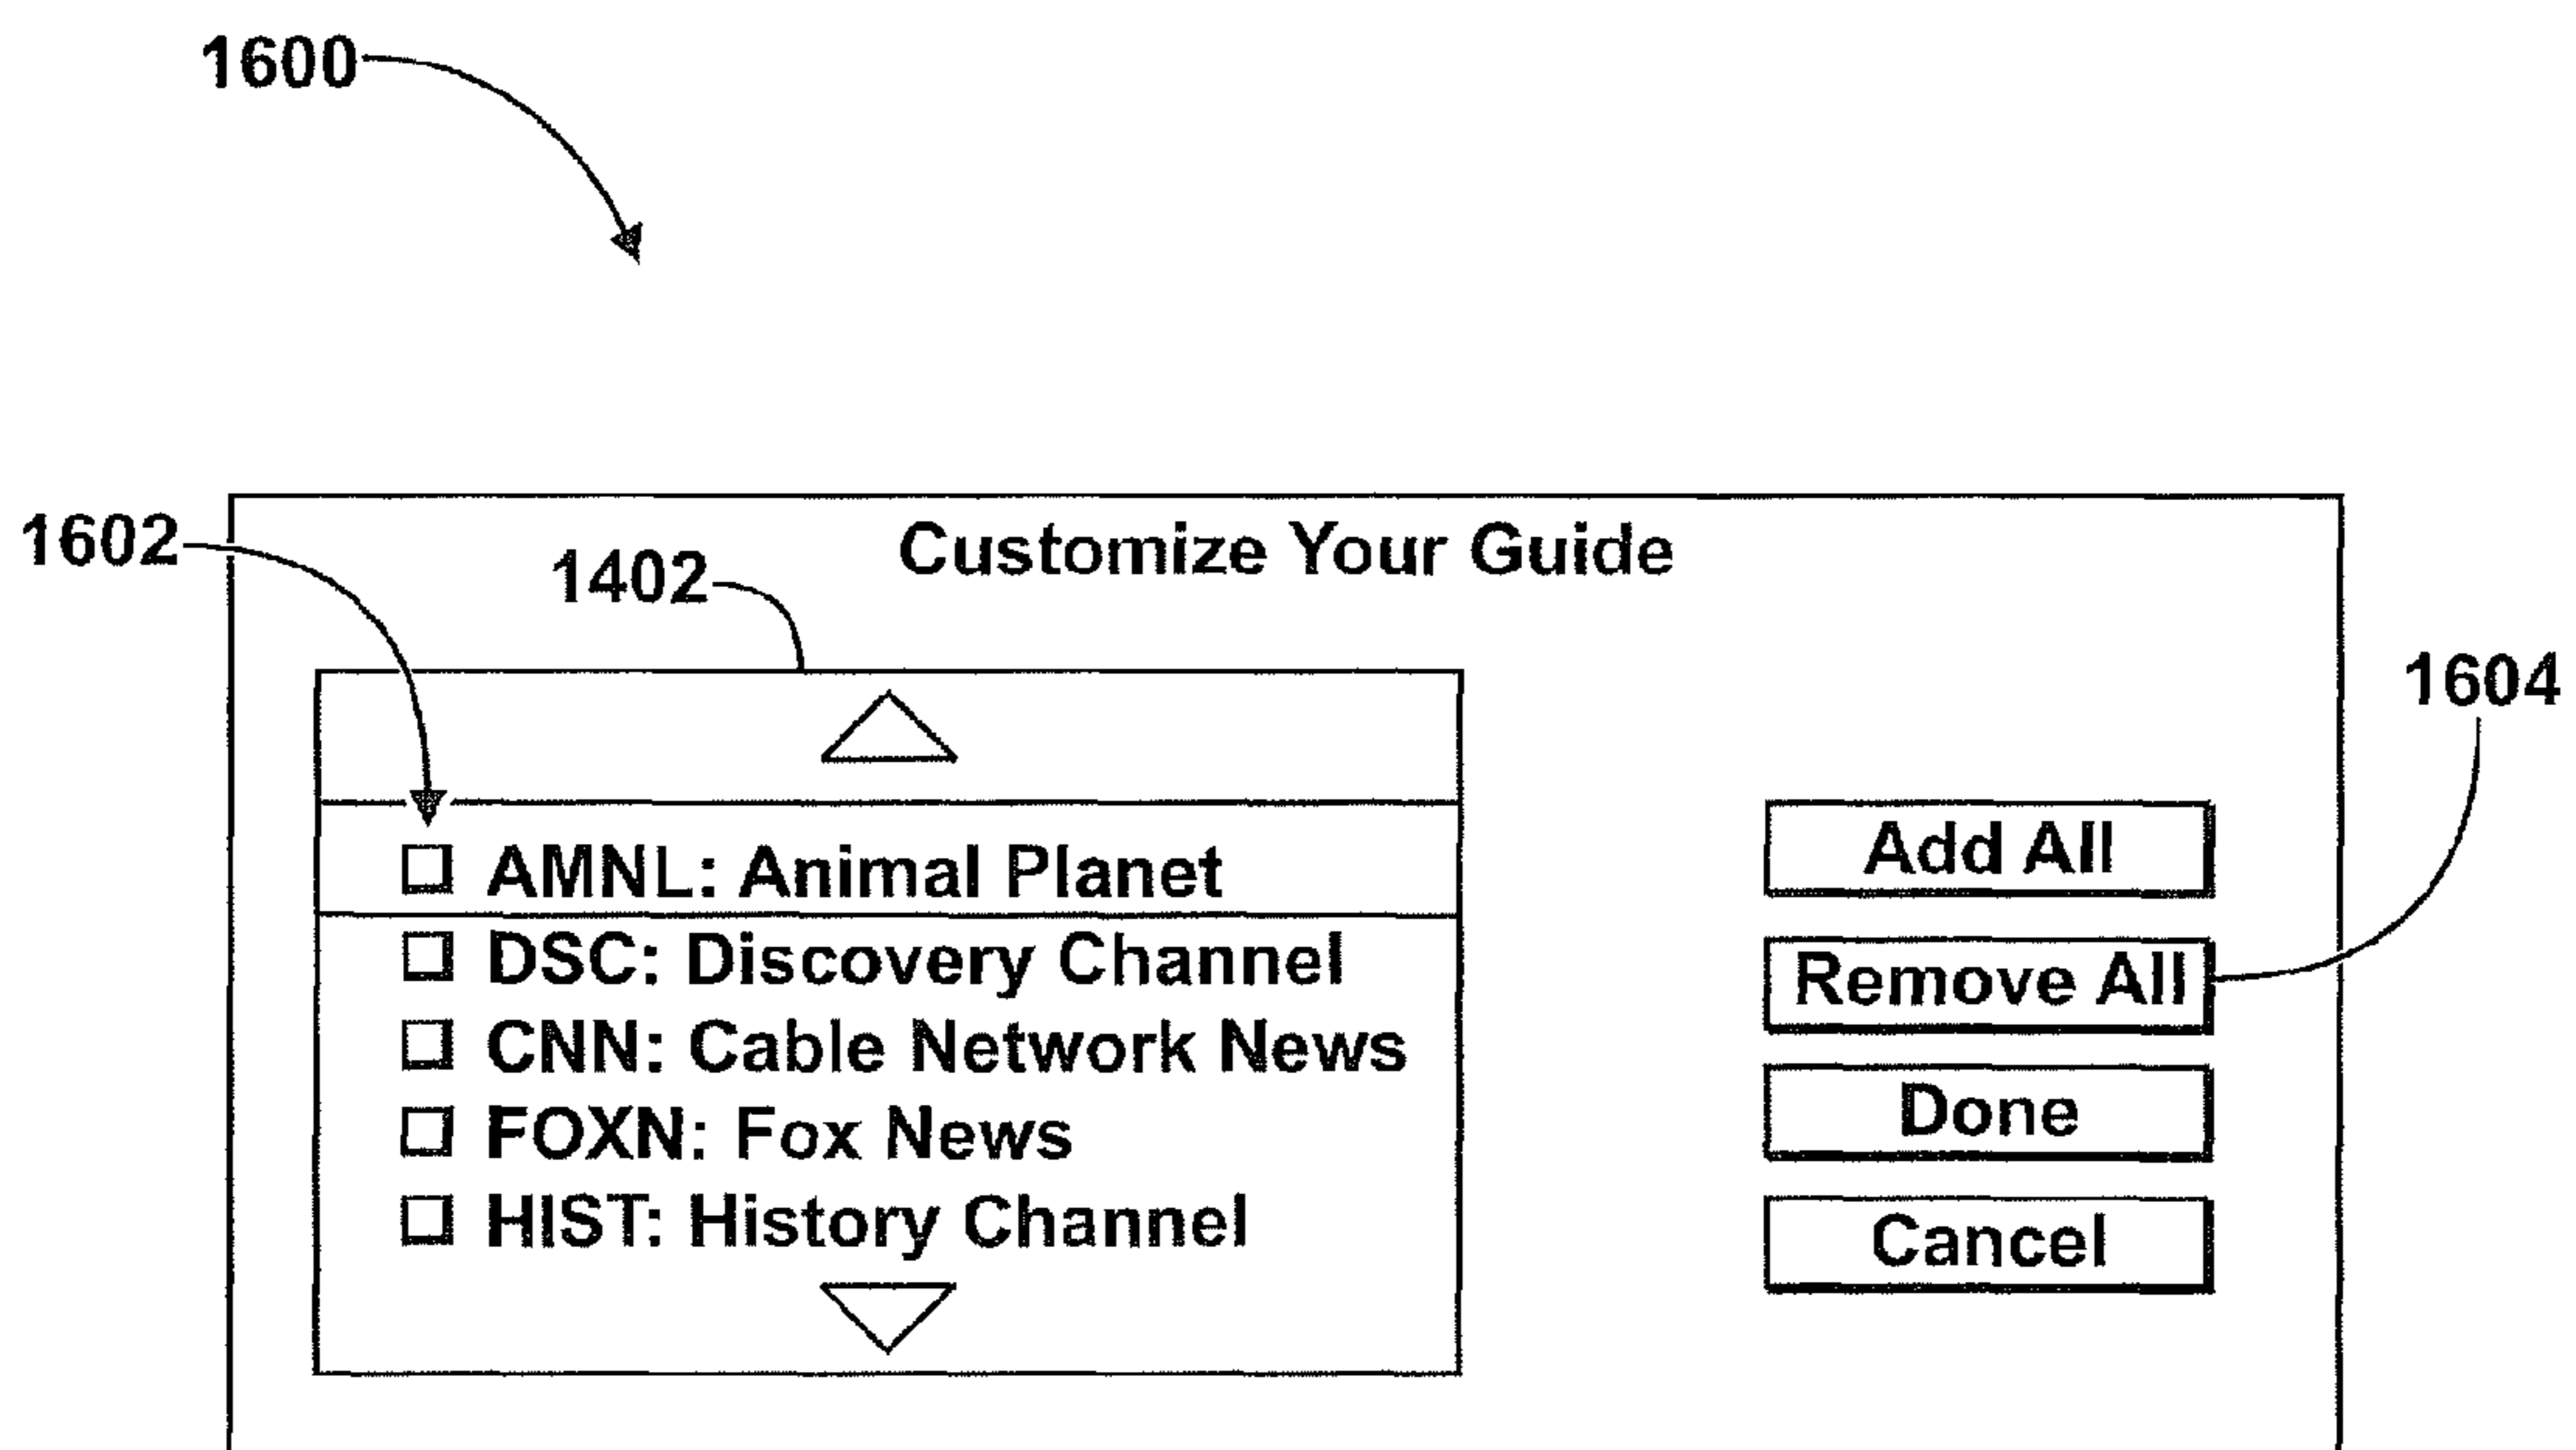 1600
1602
1402
Customize Your Guide
1604
AMNL: Animal Planet
DSC: Discovery Channel
CNN: Cable Network News
FOXN: Fox News
HIST: History Channel
Add All
Remove All
Done
Cancel